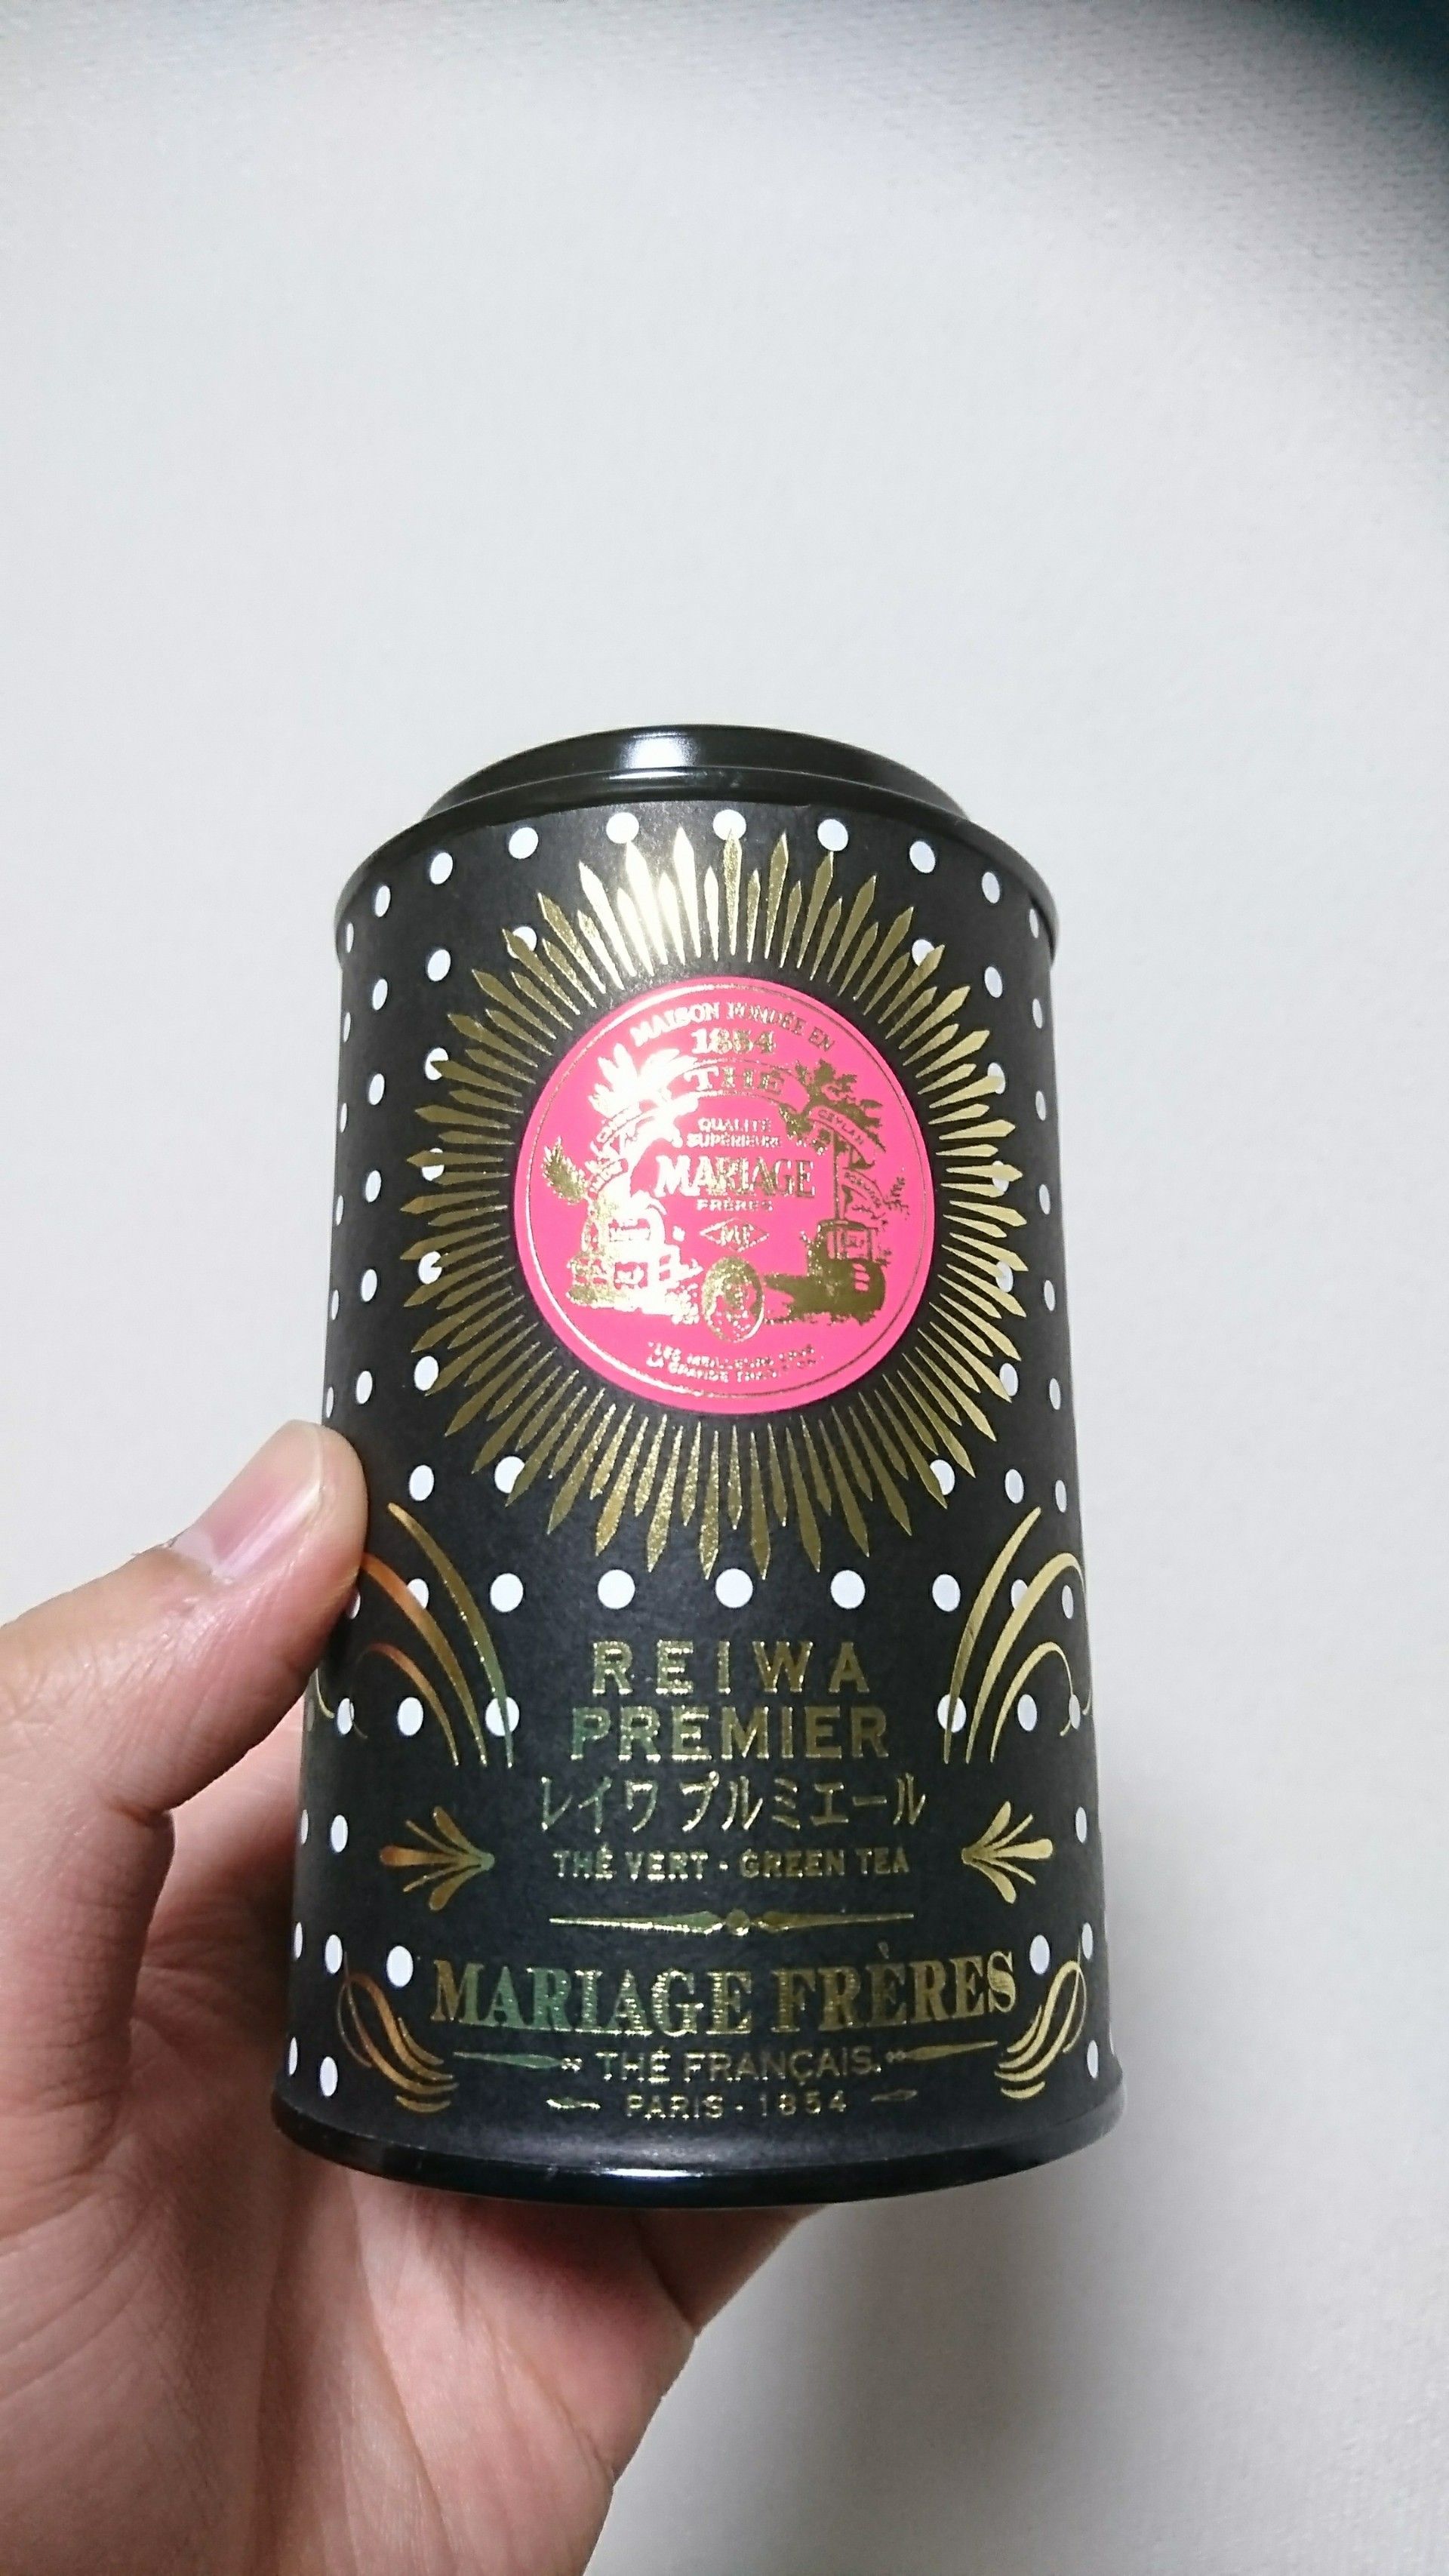 MAISON FONDÉE EN
1854
THÉ
CEYLAN
QUALITÉ
SUPÉRIEURE
MARIAGE
FRÈRES
MF
REIWA
PREMIER
レイワ プルミエール
THÉ VERT · GREEN TEA
MARIAGE FRÈRES
THÉ FRANÇAIS.
PARIS - 1854